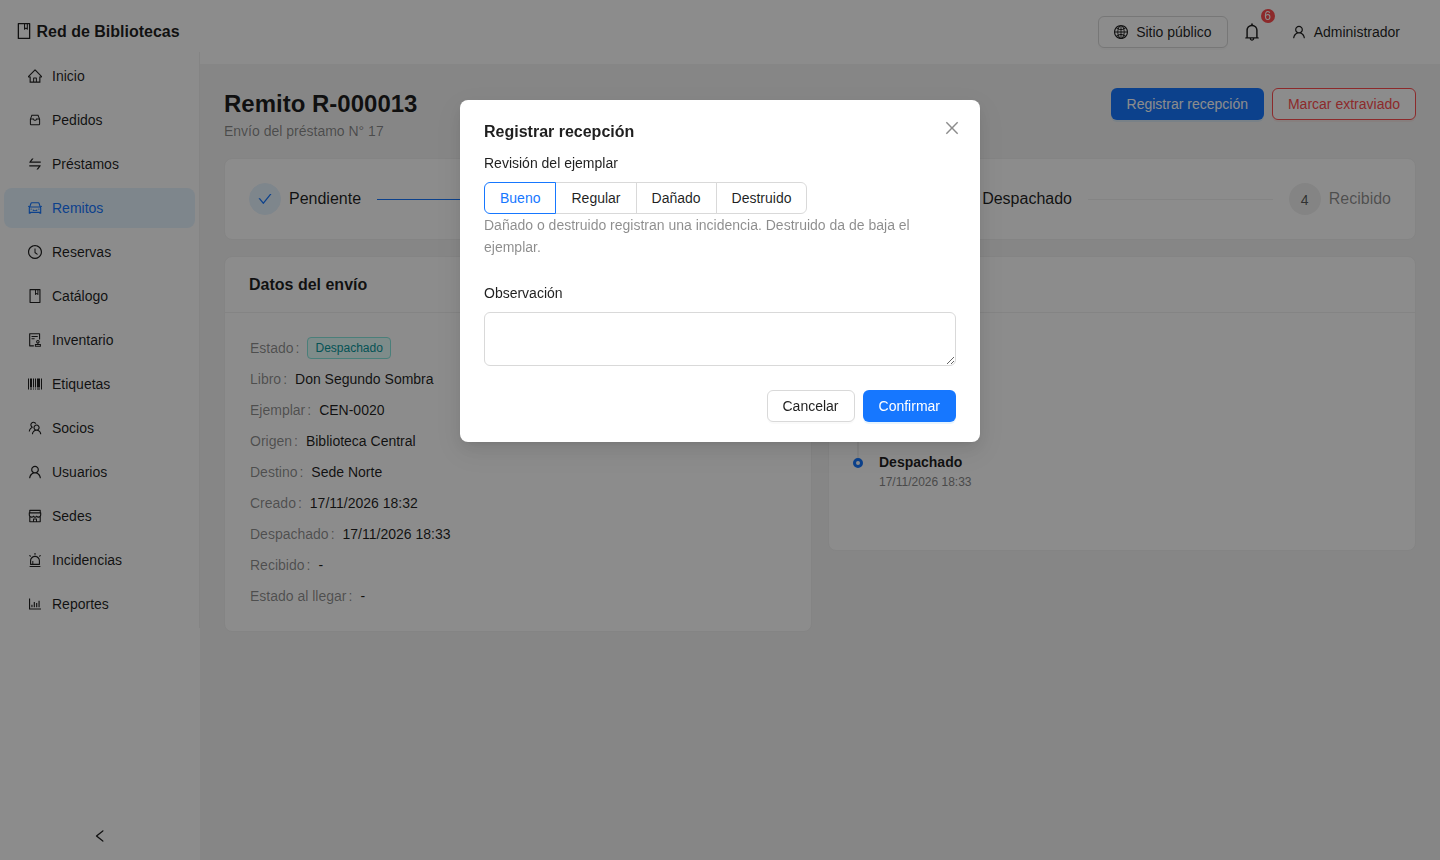 Red de Bibliotecas
Sitio público
6
Administrador
Inicio
Pedidos
Préstamos
Remitos
Reservas
Catálogo
Inventario
Etiquetas
Socios
Usuarios
Sedes
Incidencias
Reportes
Remito R-000013
Envío del préstamo N° 17
Registrar recepción
Marcar extraviado
Pendiente
Despachado
4
Recibido
Registrar recepción
Revisión del ejemplar
Bueno
Regular
Dañado
Destruido
Dañado o destruido registran una incidencia. Destruido da de baja el
ejemplar.
Observación
Cancelar
Confirmar
Datos del envío
Estado: Despachado
Libro: Don Segundo Sombra
Ejemplar: CEN-0020
Origen: Biblioteca Central
Destino: Sede Norte
Creado: 17/11/2026 18:32
Despachado: 17/11/2026 18:33
Recibido: -
Estado al llegar: -
Despachado
17/11/2026 18:33